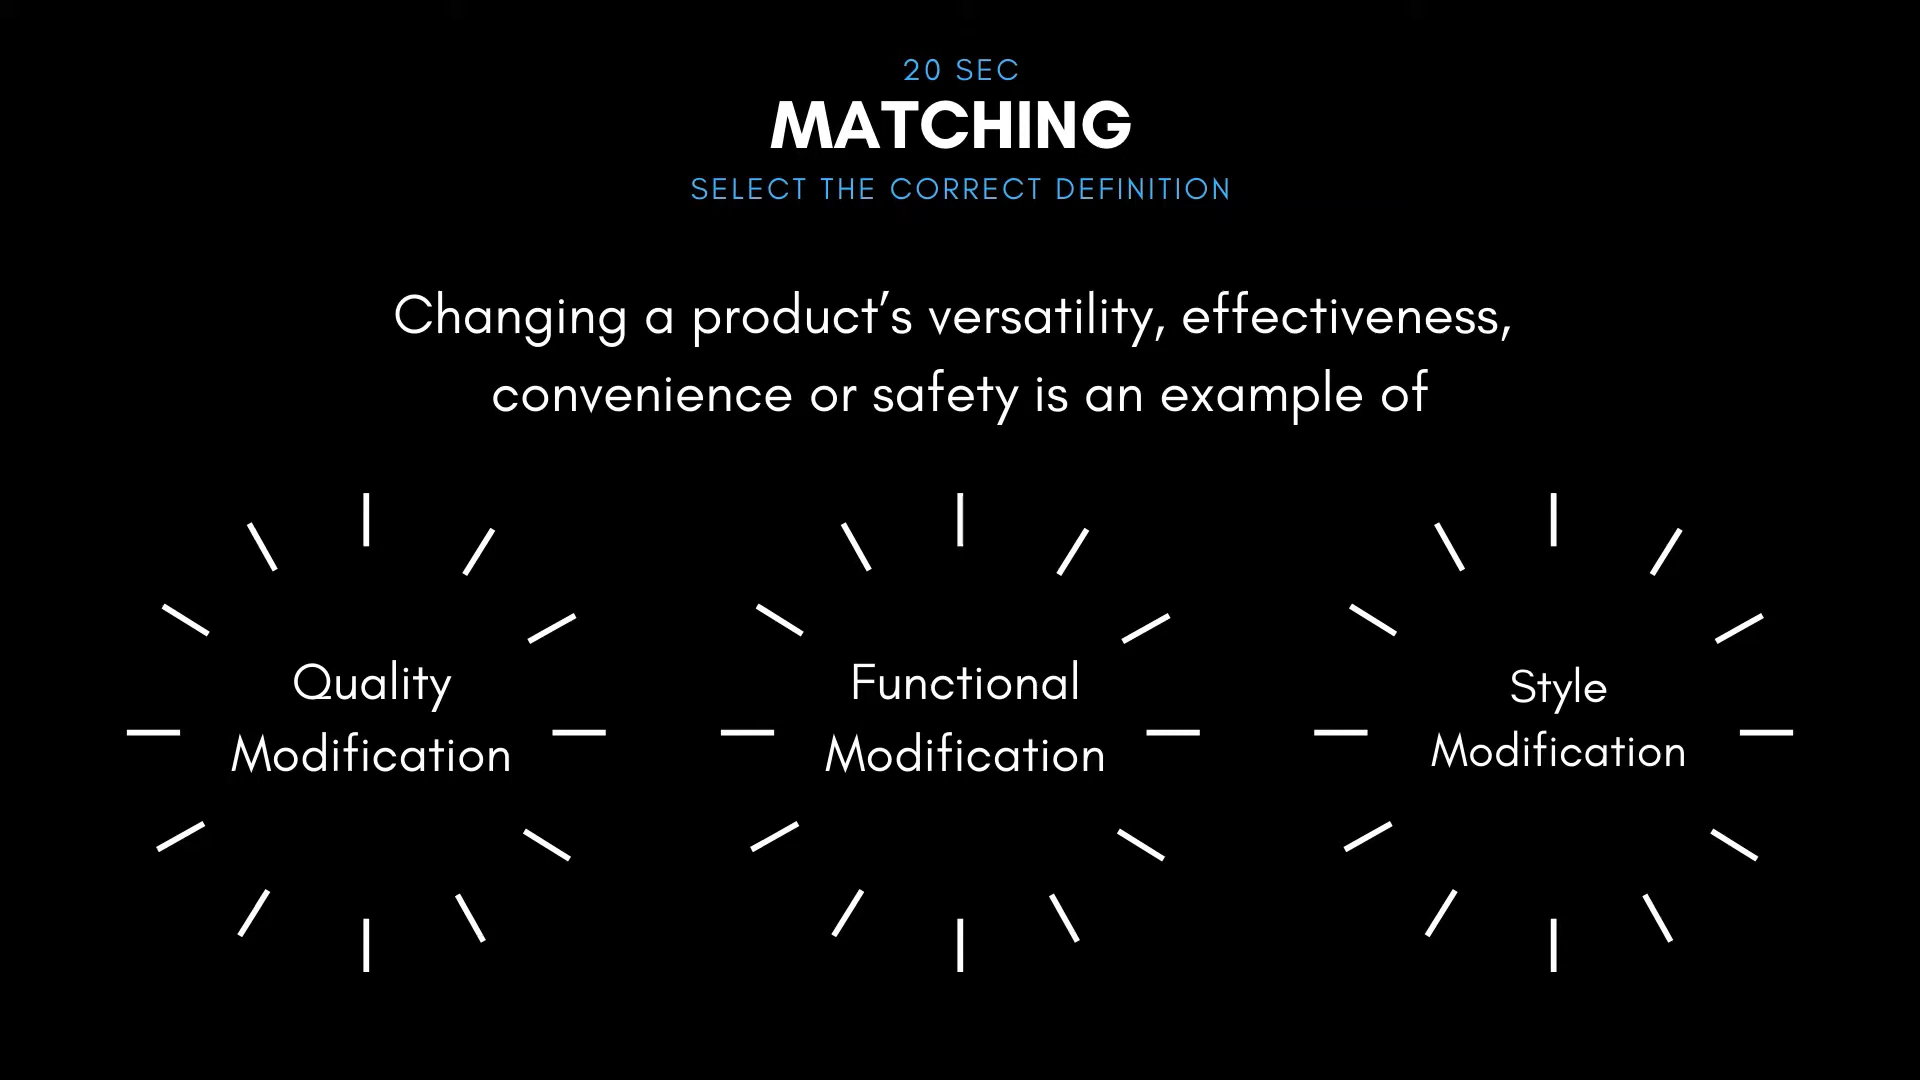 20 SEC
MATCHING
SELECT THE CORRECT DEFINITION
Changing a product’s versatility, effectiveness,
convenience or safety is an example of
Quality
Modification
Functional
Modification
Style
Modification